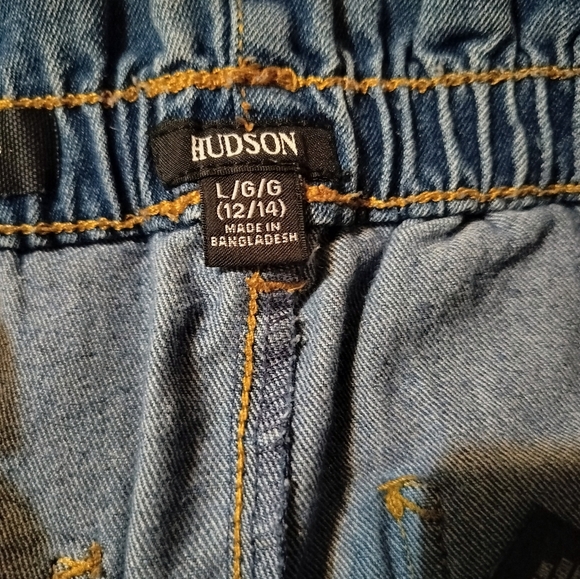 HUDSON
L/G/G
(12/14)
MADE IN
BANGLADESH